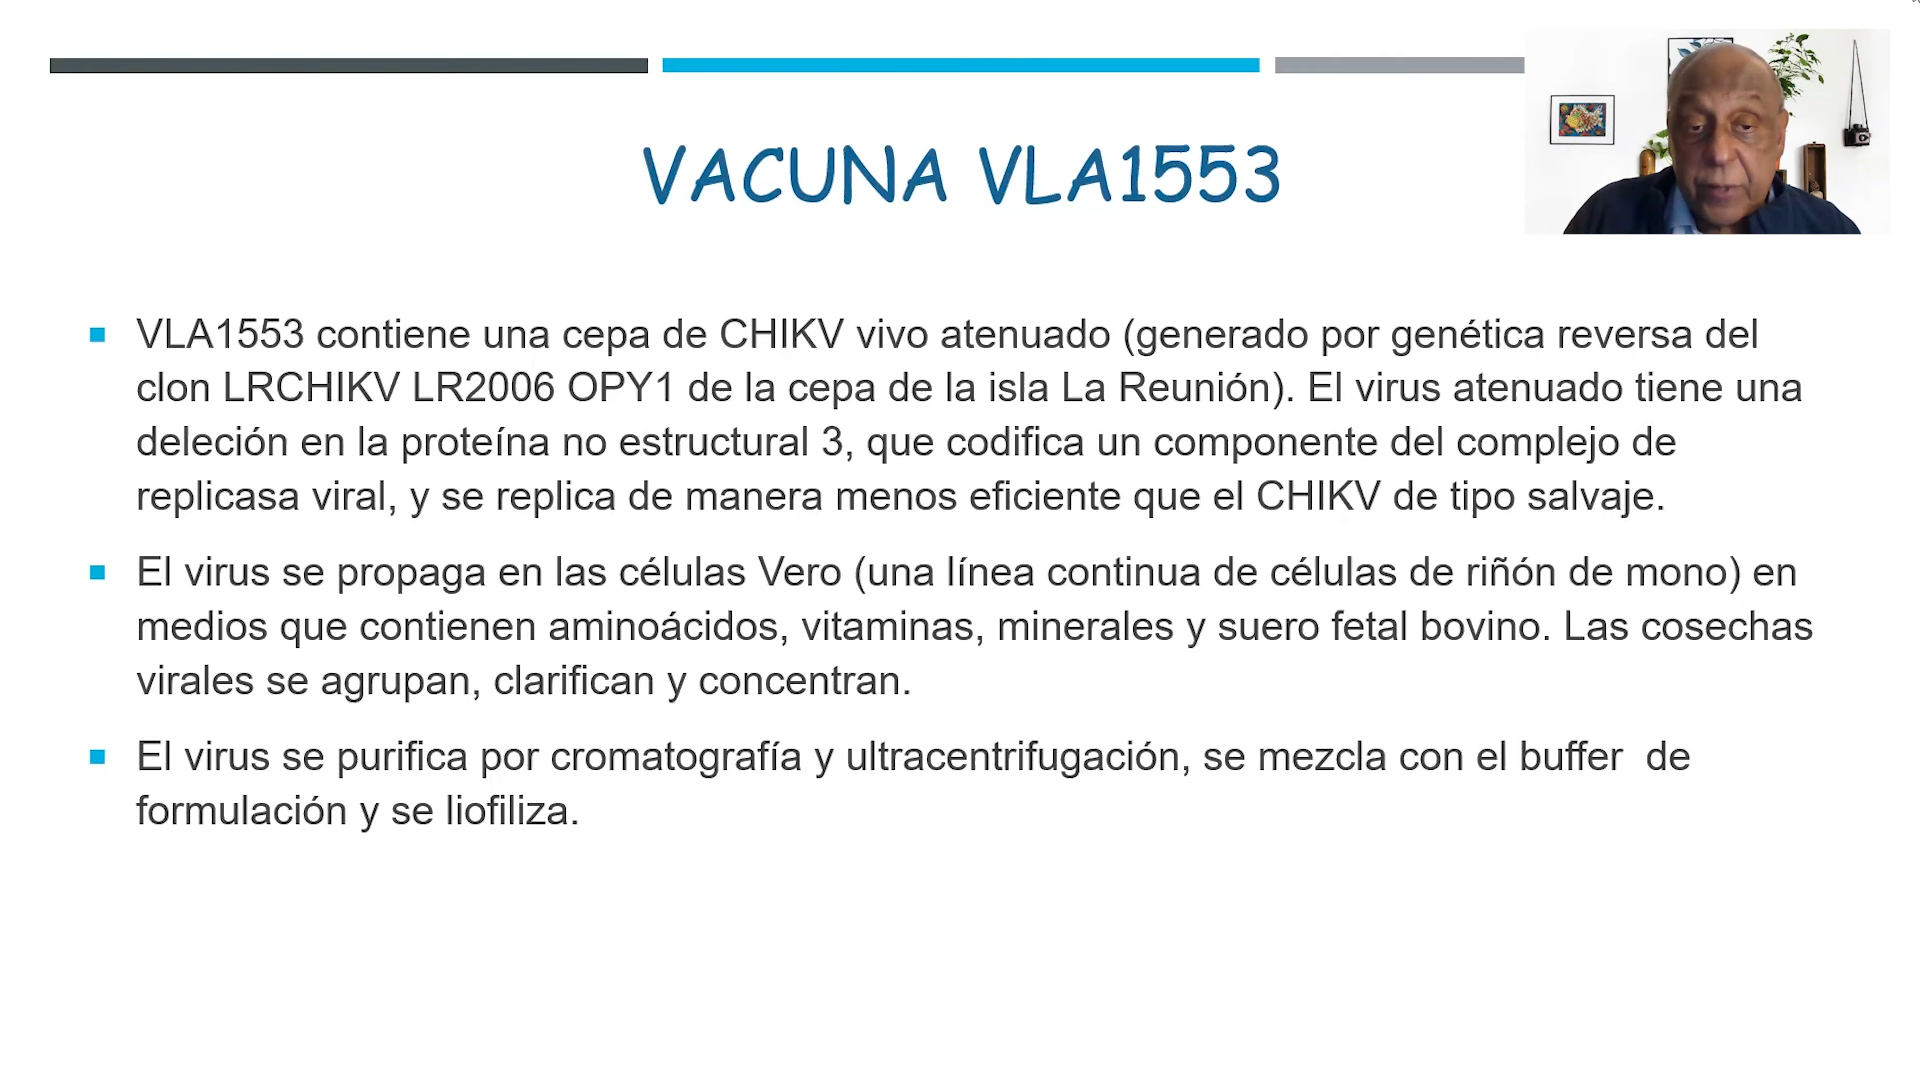 VACUNA VLA1553
VLA1553 contiene una cepa de CHIKV vivo atenuado (generado por genética reversa del
clon LRCHIKV LR2006 OPY1 de la cepa de la isla La Reunión). El virus atenuado tiene una
deleción en la proteína no estructural 3, que codifica un componente del complejo de
replicasa viral, y se replica de manera menos eficiente que el CHIKV de tipo salvaje.
El virus se propaga en las células Vero (una línea continua de células de riñón de mono) en
medios que contienen aminoácidos, vitaminas, minerales y suero fetal bovino. Las cosechas
virales se agrupan, clarifican y concentran.
El virus se purifica por cromatografía y ultracentrifugación, se mezcla con el buffer  de
formulación y se liofiliza.